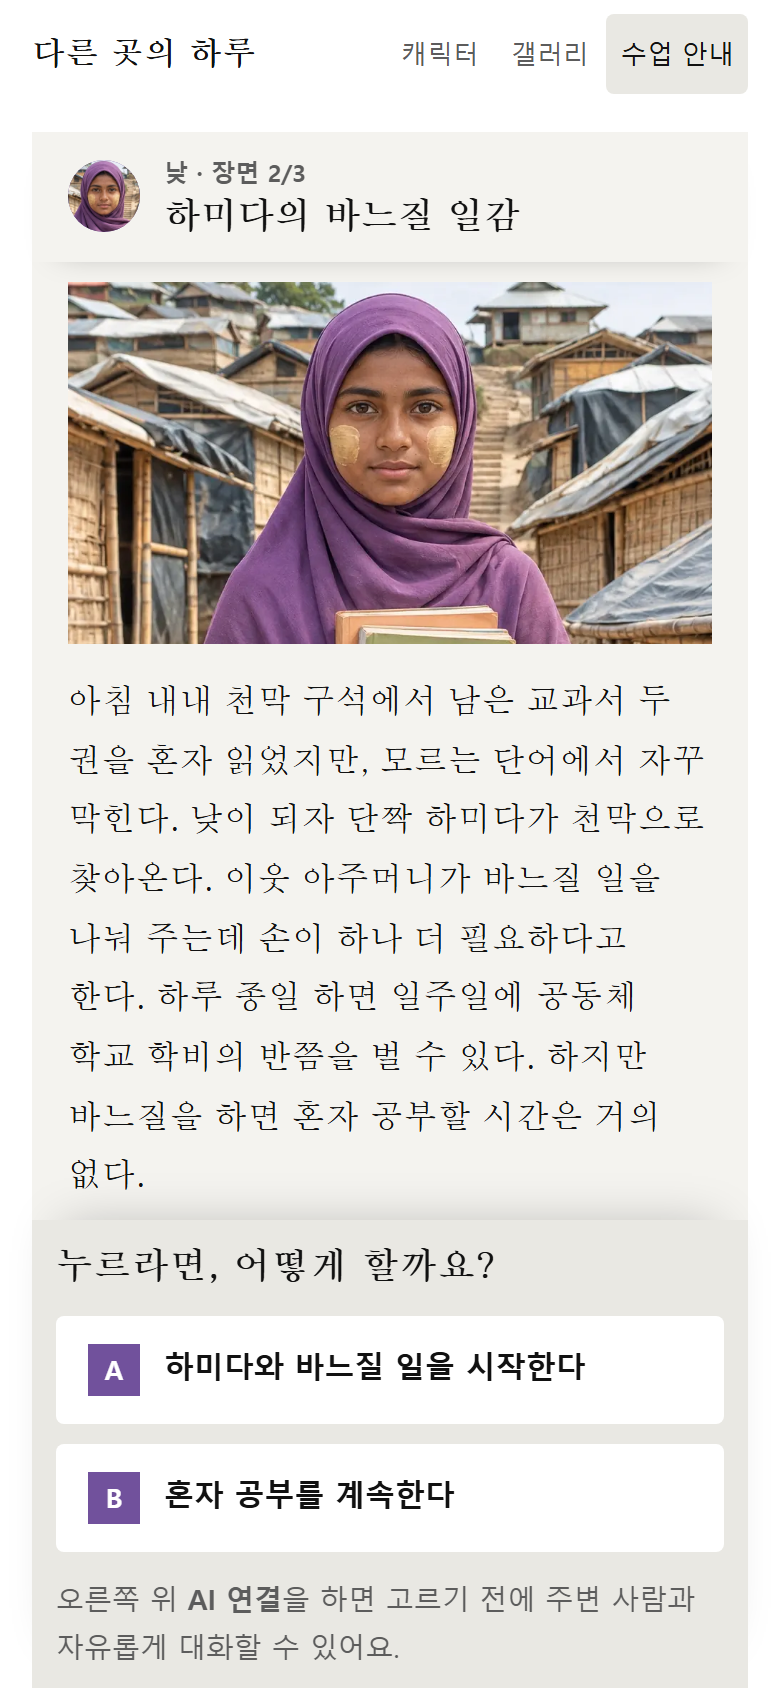 다른 곳의 하루
캐릭터 갤러리 수업 안내
낮 · 장면 2/3
하미다의 바느질 일감
아침 내내 천막 구석에서 남은 교과서 두
권을 혼자 읽었지만, 모르는 단어에서 자꾸
막힌다. 낮이 되자 단짝 하미다가 천막으로
찾아온다. 이웃 아주머니가 바느질 일을
나눠 주는데 손이 하나 더 필요하다고
한다. 하루 종일 하면 일주일에 공동체
학교 학비의 반쯤을 벌 수 있다. 하지만
바느질을 하면 혼자 공부할 시간은 거의
없다.
누르라면, 어떻게 할까요?
A 하미다와 바느질 일을 시작한다
B 혼자 공부를 계속한다
오른쪽 위 AI 연결을 하면 고르기 전에 주변 사람과
자유롭게 대화할 수 있어요.